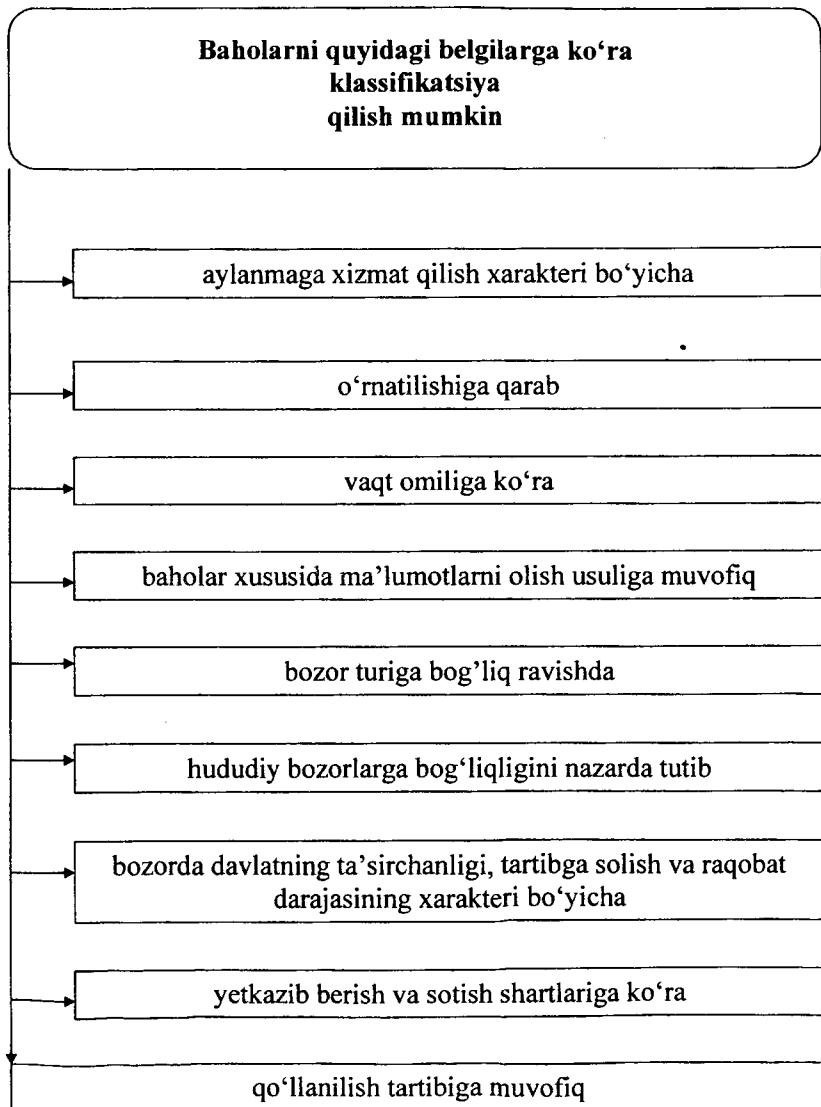 Baholarni quyidagi belgilarga ko‘ra
klassifikatsiya
qilish mumkin
aylanmaga xizmat qilish xarakteri bo‘yicha
o‘rnatilishiga qarab
vaqt omiliga ko‘ra
baholar xususida ma’lumotlarni olish usuliga muvofiq
bozor turiga bog’liq ravishda
hududiy bozorlarga bog‘liqligini nazarda tutib
bozorda davlatning ta’sirchanligi, tartibga solish va raqobat
darajasining xarakteri bo‘yicha
yetkazib berish va sotish shartlariga ko‘ra
qo‘llanilish tartibiga muvofiq